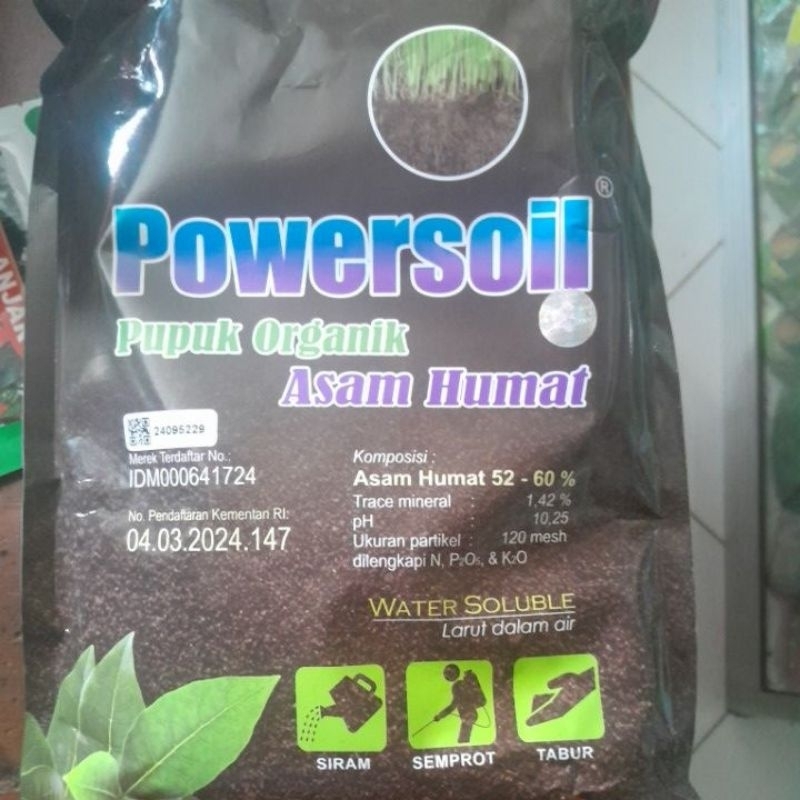 Powersoil®
Pupuk Organik
Asam Humat
24095229
Merek Terdaftar No.:
IDM000641724
No. Pendaftaran Kementan RI:
04.03.2024.147
Komposisi :
Asam Humat 52 - 60 %
Trace mineral : 1,42 %
pH : 10,25
Ukuran partikel : 120 mesh
dilengkapi N, P₂O₅, & K₂O
WATER SOLUBLE
Larut dalam air
SIRAM
SEMPROT
TABUR
ANJAR